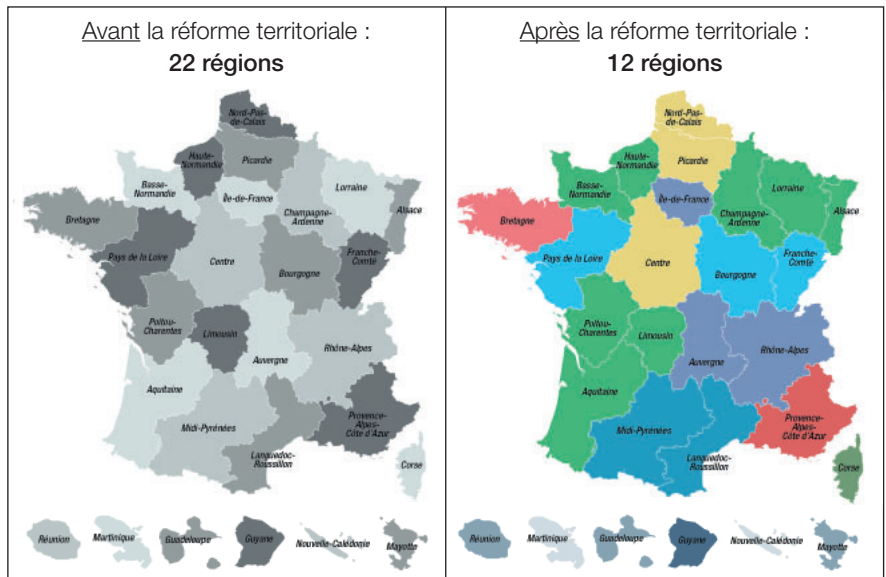 Avant la réforme territoriale :
22 régions
Nord-Pas-
de-Calais
Haute-
Normandie
Picardie
Basse-
Normandie
Île-de-France
Lorraine
Champagne-
Ardenne
Alsace
Bretagne
Pays de la Loire
Centre
Bourgogne
Franche-
Comté
Poitou-
Charentes
Limousin
Auvergne
Rhône-Alpes
Aquitaine
Midi-Pyrénées
Languedoc-
Roussillon
Provence-
Alpes-
Côte d'Azur
Corse
Réunion
Martinique
Guadeloupe
Guyane
Nouvelle-Calédonie
Mayotte
Après la réforme territoriale :
12 régions
Nord-Pas-
de-Calais
Haute-
Normandie
Picardie
Basse-
Normandie
Île-de-France
Lorraine
Champagne-
Ardenne
Alsace
Bretagne
Pays de la Loire
Centre
Bourgogne
Franche-
Comté
Poitou-
Charentes
Limousin
Auvergne
Rhône-Alpes
Aquitaine
Midi-Pyrénées
Languedoc-
Roussillon
Provence-
Alpes-
Côte d'Azur
Corse
Réunion
Martinique
Guadeloupe
Guyane
Nouvelle-Calédonie
Mayotte